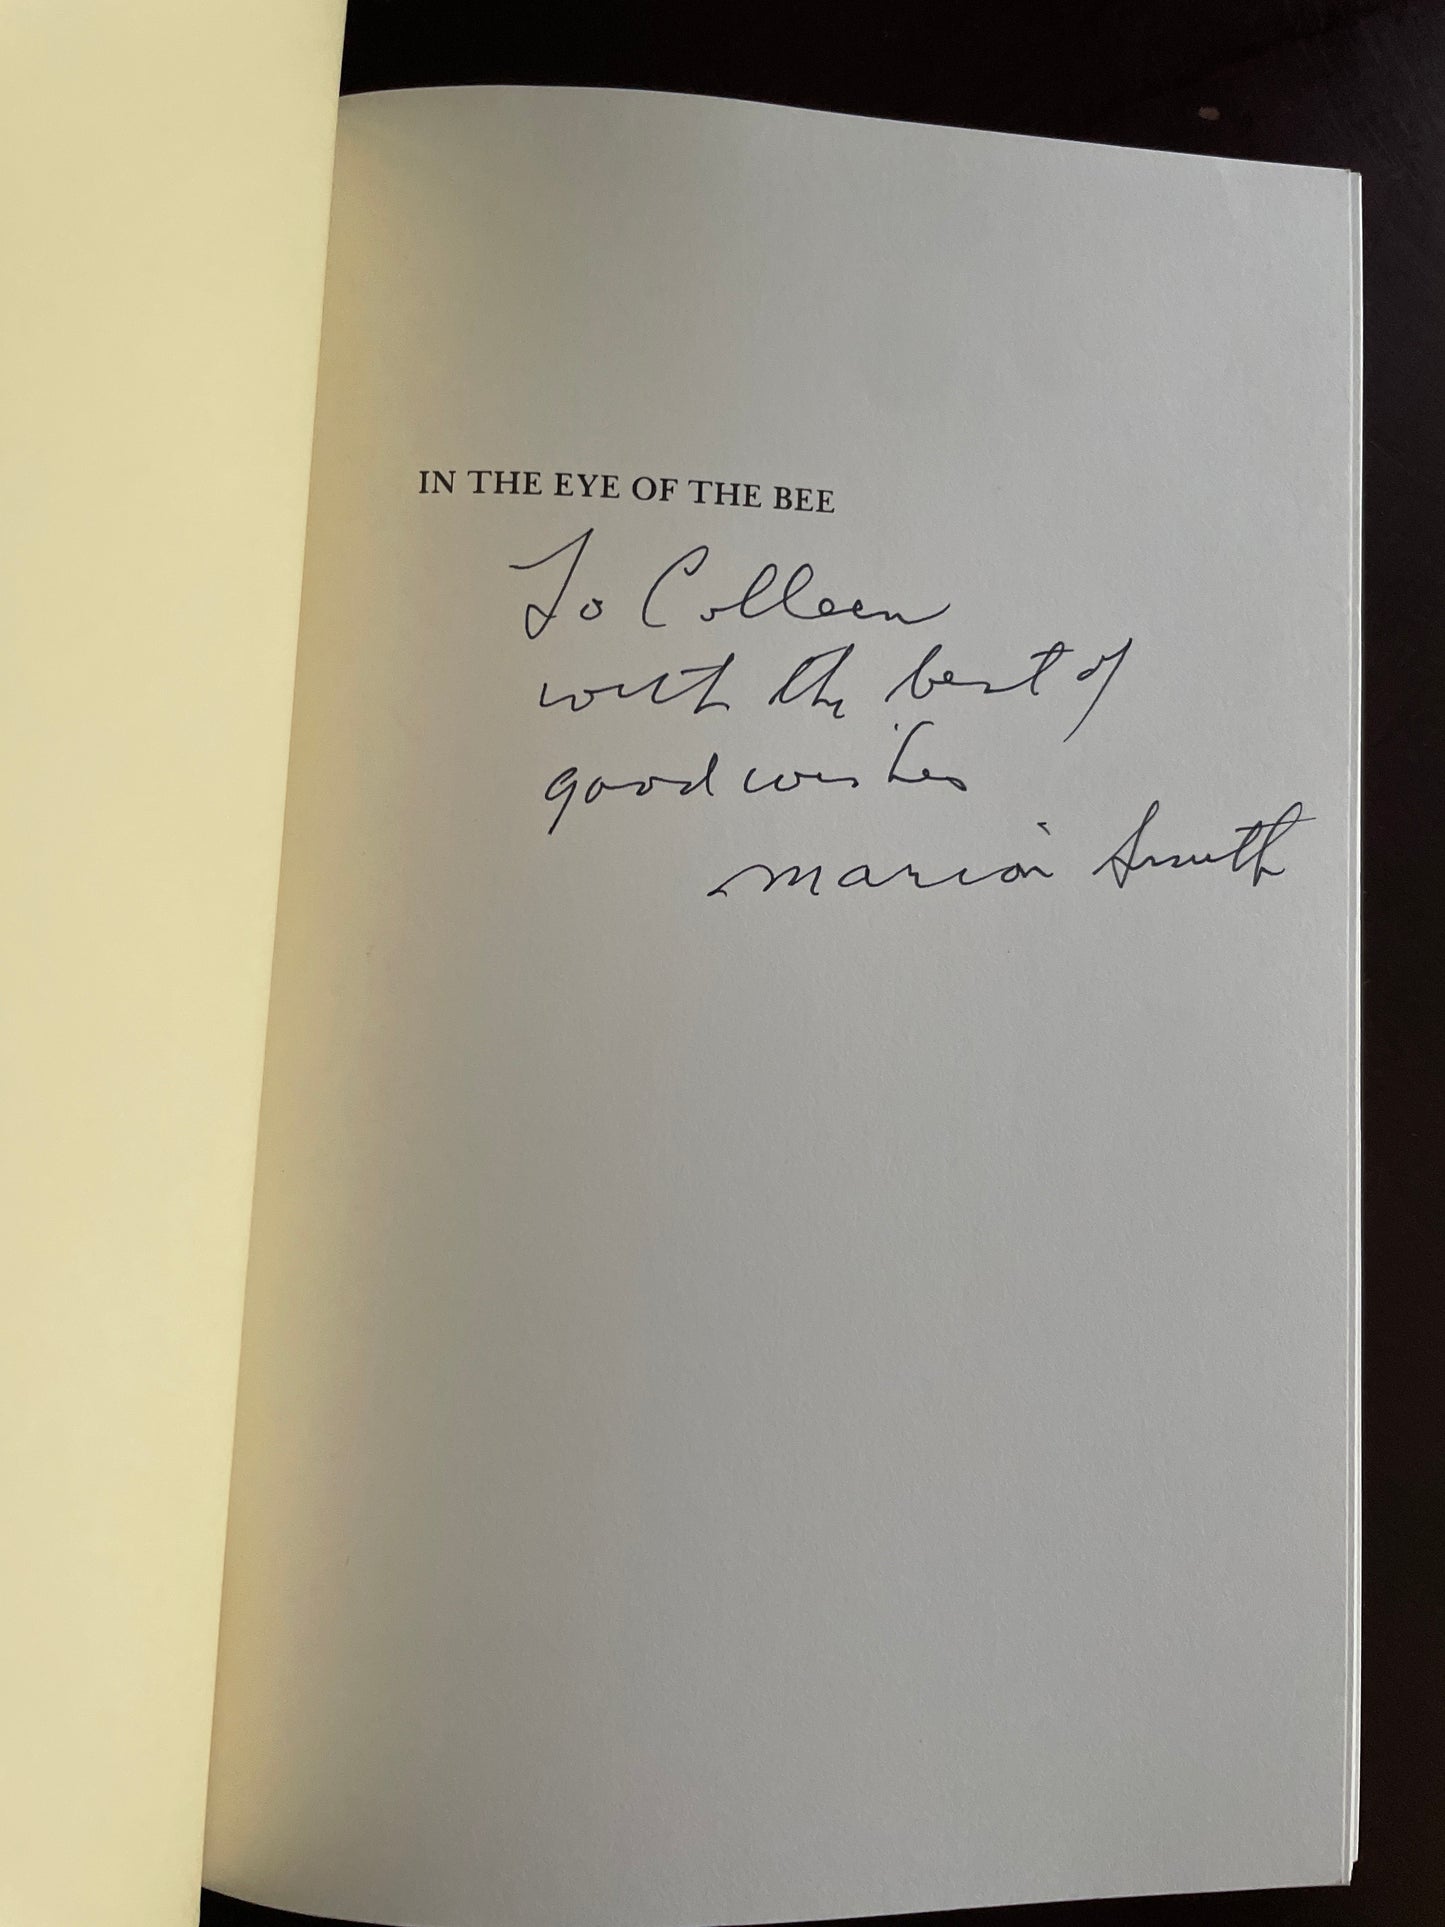 IN THE EYE OF THE BEE
To Colleen
with the best of
good wishes
Marion Smith